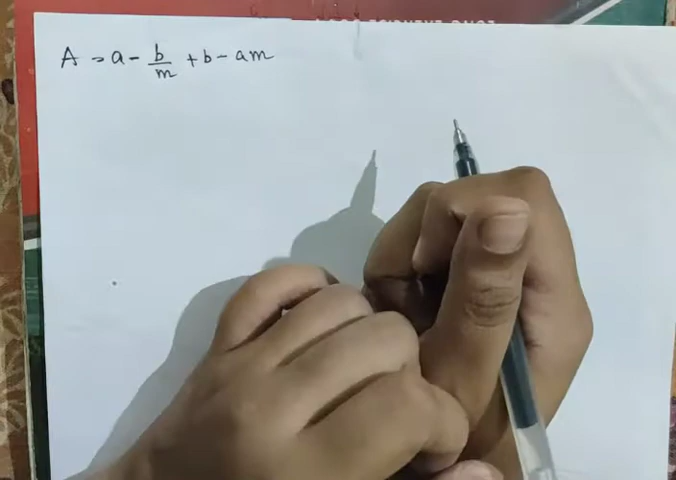 A = a - b/m + b - am